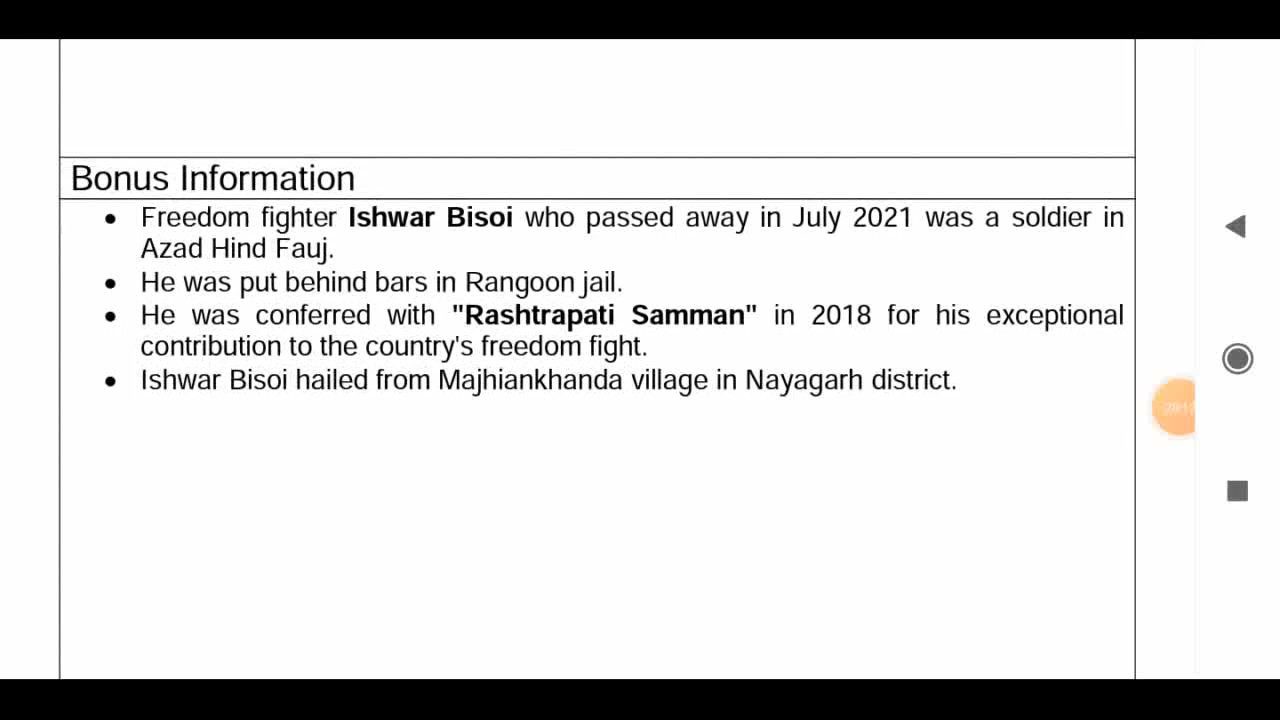 Bonus Information
• Freedom fighter Ishwar Bisoi who passed away in July 2021 was a soldier in
Azad Hind Fauj.
• He was put behind bars in Rangoon jail.
• He was conferred with "Rashtrapati Samman" in 2018 for his exceptional
contribution to the country's freedom fight.
• Ishwar Bisoi hailed from Majhiankhanda village in Nayagarh district.